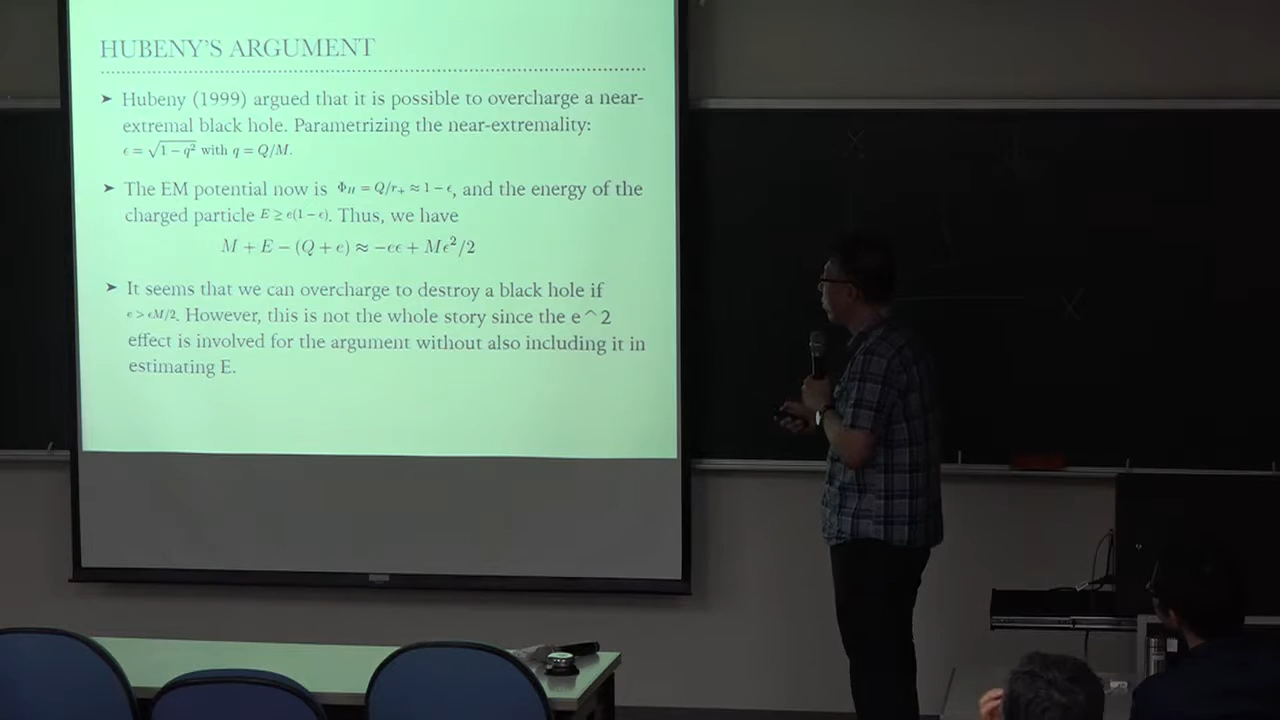 HUBENY'S ARGUMENT
➤ Hubeny (1999) argued that it is possible to overcharge a near-
extremal black hole. Parametrizing the near-extremality:
ϵ = √(1 − q²) with q = Q/M.
➤ The EM potential now is Φ_H = Q/r₊ ≈ 1 − ϵ, and the energy of the
charged particle E ≥ e(1 − ϵ). Thus, we have
M + E − (Q + e) ≈ −eϵ + Mϵ²/2
➤ It seems that we can overcharge to destroy a black hole if
e > ϵM/2. However, this is not the whole story since the e^2
effect is involved for the argument without also including it in
estimating E.